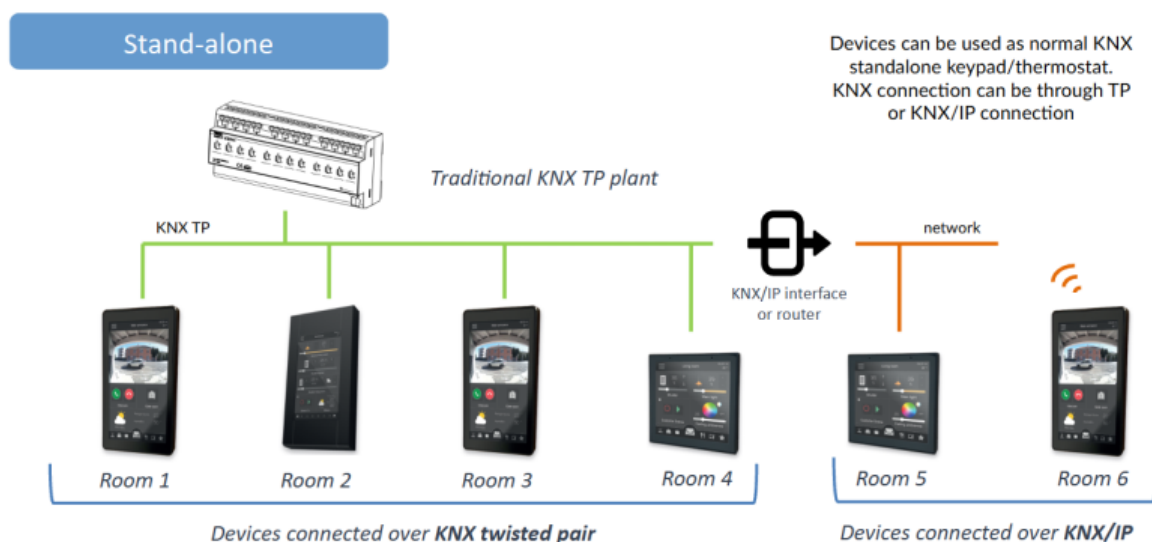 Stand-alone
Devices can be used as normal KNX
standalone keypad/thermostat.
KNX connection can be through TP
or KNX/IP connection
Traditional KNX TP plant
KNX TP
network
KNX/IP interface
or router
Room 1
Room 2
Room 3
Room 4
Room 5
Room 6
Devices connected over KNX twisted pair
Devices connected over KNX/IP